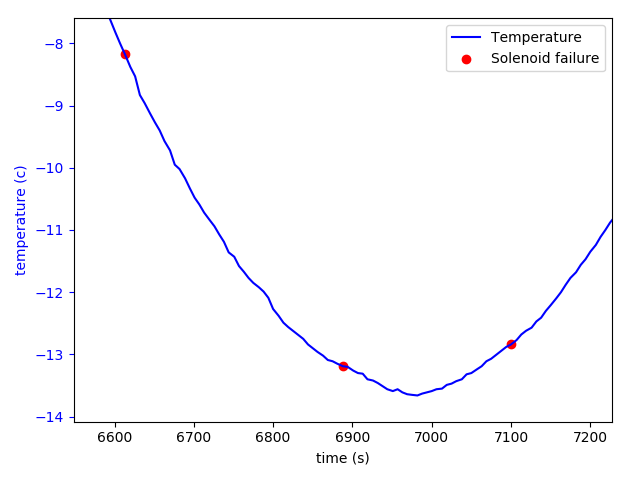 Temperature
Solenoid failure
−8
−9
−10
−11
−12
−13
−14
temperature (c)
6600 6700 6800 6900 7000 7100 7200
time (s)